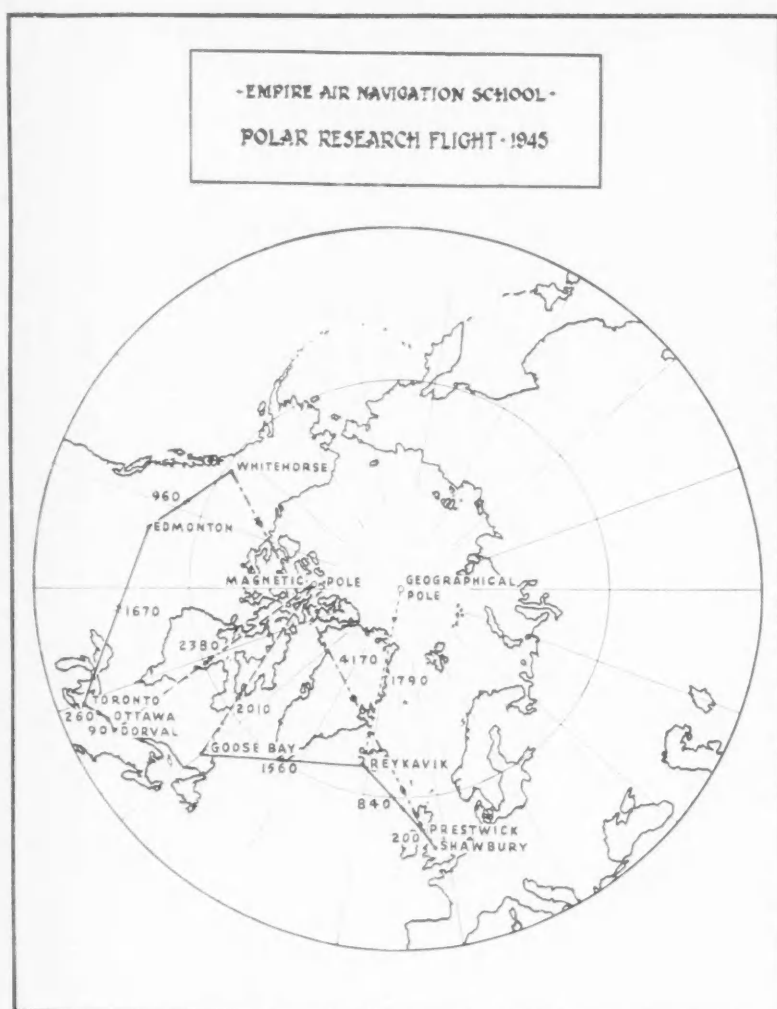 -EMPIRE AIR NAVIGATION SCHOOL-
POLAR RESEARCH FLIGHT-1945
WHITEHORSE
960
EDMONTON
MAGNETIC POLE
GEOGRAPHICAL
POLE
1670
2380
4170
1790
TORONTO
2010
260 OTTAWA
90 DORVAL
GOOSE BAY
1560
REYKAVIK
840
200 PRESTWICK
SHAWBURY